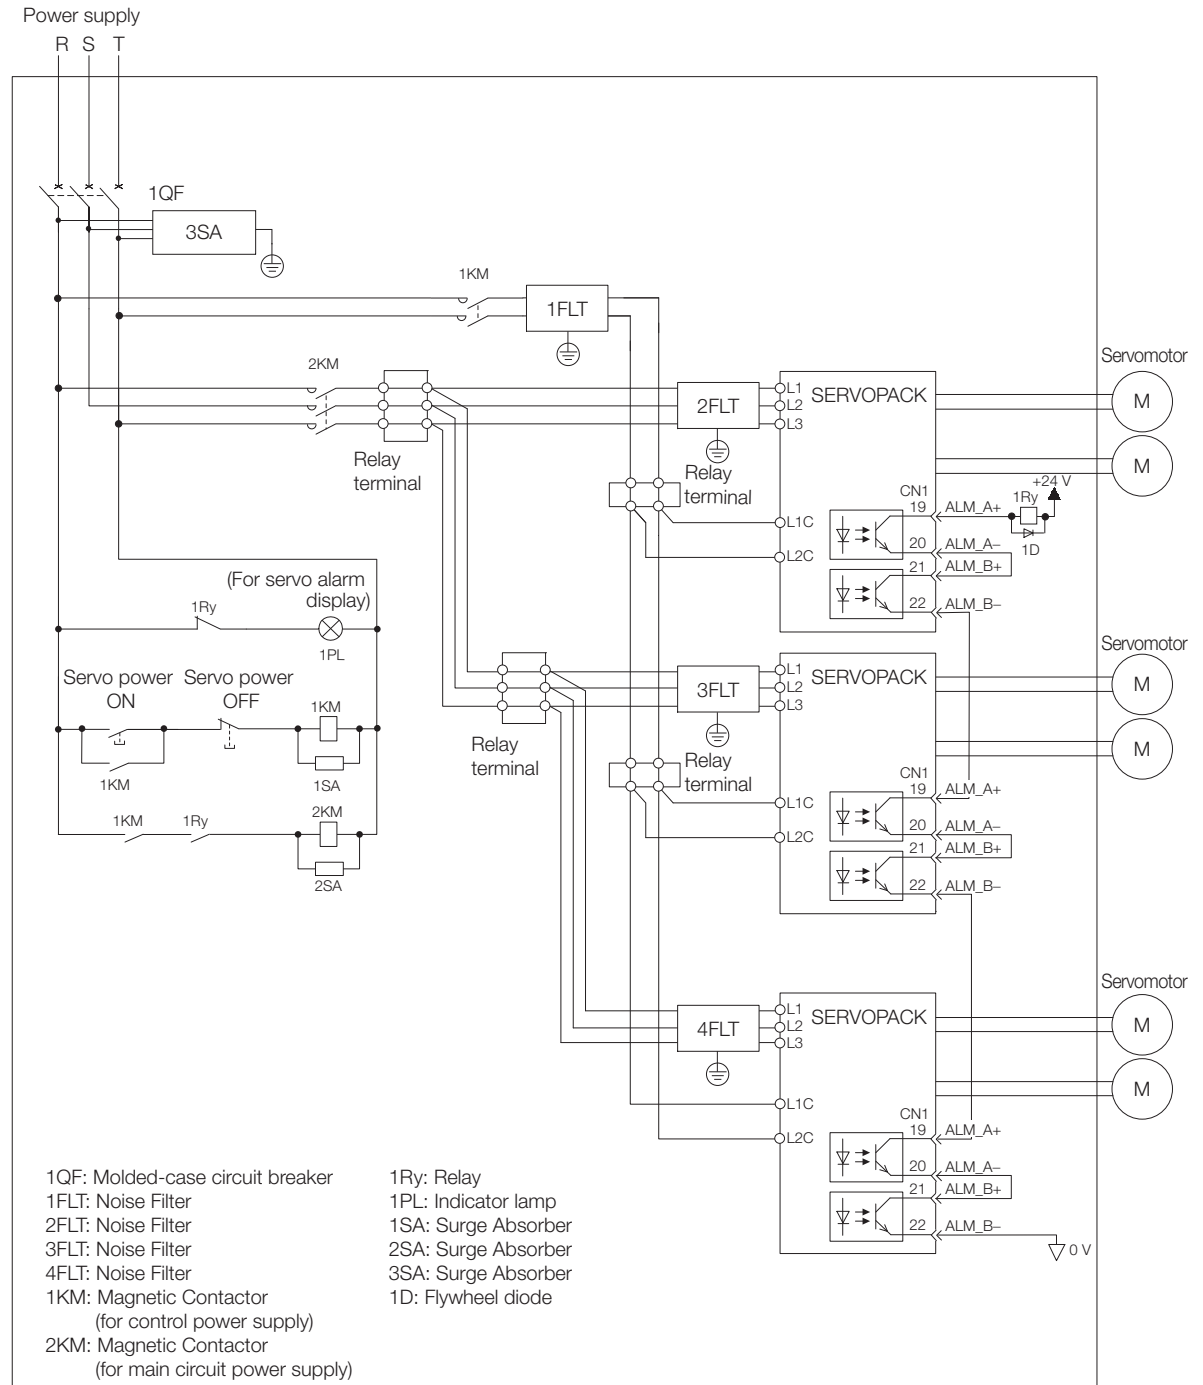 Power supply
R S T
1QF
3SA
1KM
1FLT
2KM
Servomotor
L1
L2
L3
SERVOPACK
2FLT
M
Relay
terminal
Relay
terminal
M
+24 V
CN1
1Ry
19
ALM_A+
L1C
1D
20
ALM_A–
L2C
21
ALM_B+
22
ALM_B–
(For servo alarm
display)
1Ry
1PL
Servo power
ON
Servo power
OFF
1KM
1KM
1SA
1KM
1Ry
2KM
2SA
Servomotor
L1
L2
L3
SERVOPACK
3FLT
M
Relay
terminal
Relay
terminal
M
CN1
19
ALM_A+
L1C
20
ALM_A–
L2C
21
ALM_B+
22
ALM_B–
Servomotor
L1
L2
L3
SERVOPACK
4FLT
M
M
L1C
CN1
19
ALM_A+
L2C
20
ALM_A–
21
ALM_B+
22
ALM_B–
0 V
1QF: Molded-case circuit breaker
1FLT: Noise Filter
2FLT: Noise Filter
3FLT: Noise Filter
4FLT: Noise Filter
1KM: Magnetic Contactor
(for control power supply)
2KM: Magnetic Contactor
(for main circuit power supply)
1Ry: Relay
1PL: Indicator lamp
1SA: Surge Absorber
2SA: Surge Absorber
3SA: Surge Absorber
1D: Flywheel diode